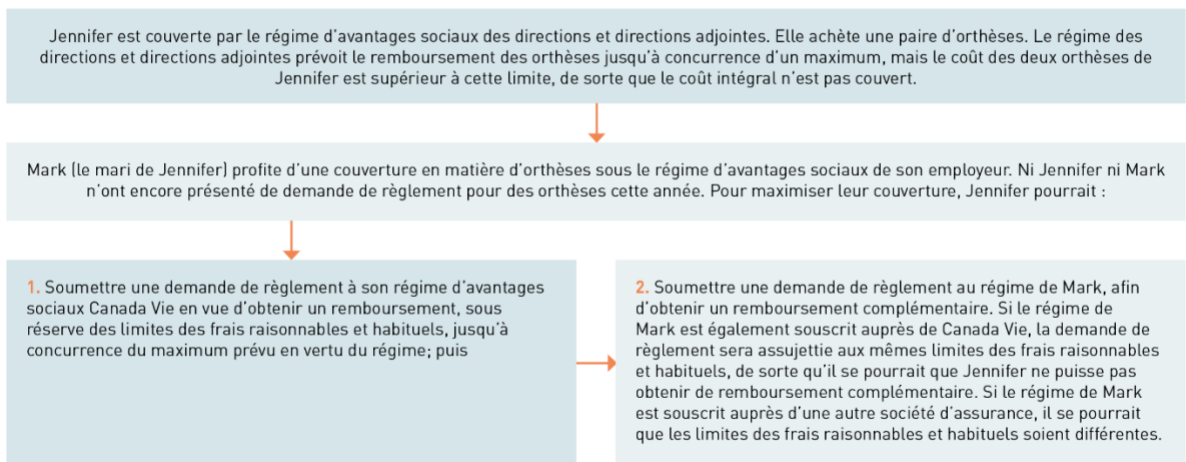 Jennifer est couverte par le régime d'avantages sociaux des directions et directions adjointes. Elle achète une paire d'orthèses. Le régime des
directions et directions adjointes prévoit le remboursement des orthèses jusqu'à concurrence d'un maximum, mais le coût des deux orthèses de
Jennifer est supérieur à cette limite, de sorte que le coût intégral n'est pas couvert.
Mark (le mari de Jennifer) profite d'une couverture en matière d'orthèses sous le régime d'avantages sociaux de son employeur. Ni Jennifer ni Mark
n'ont encore présenté de demande de règlement pour des orthèses cette année. Pour maximiser leur couverture, Jennifer pourrait :
1. Soumettre une demande de règlement à son régime d'avantages
sociaux Canada Vie en vue d'obtenir un remboursement, sous
réserve des limites des frais raisonnables et habituels, jusqu'à
concurrence du maximum prévu en vertu du régime; puis
2. Soumettre une demande de règlement au régime de Mark, afin
d'obtenir un remboursement complémentaire. Si le régime de
Mark est également souscrit auprès de Canada Vie, la demande de
règlement sera assujettie aux mêmes limites des frais raisonnables
et habituels, de sorte qu'il se pourrait que Jennifer ne puisse pas
obtenir de remboursement complémentaire. Si le régime de Mark
est souscrit auprès d'une autre société d'assurance, il se pourrait
que les limites des frais raisonnables et habituels soient différentes.